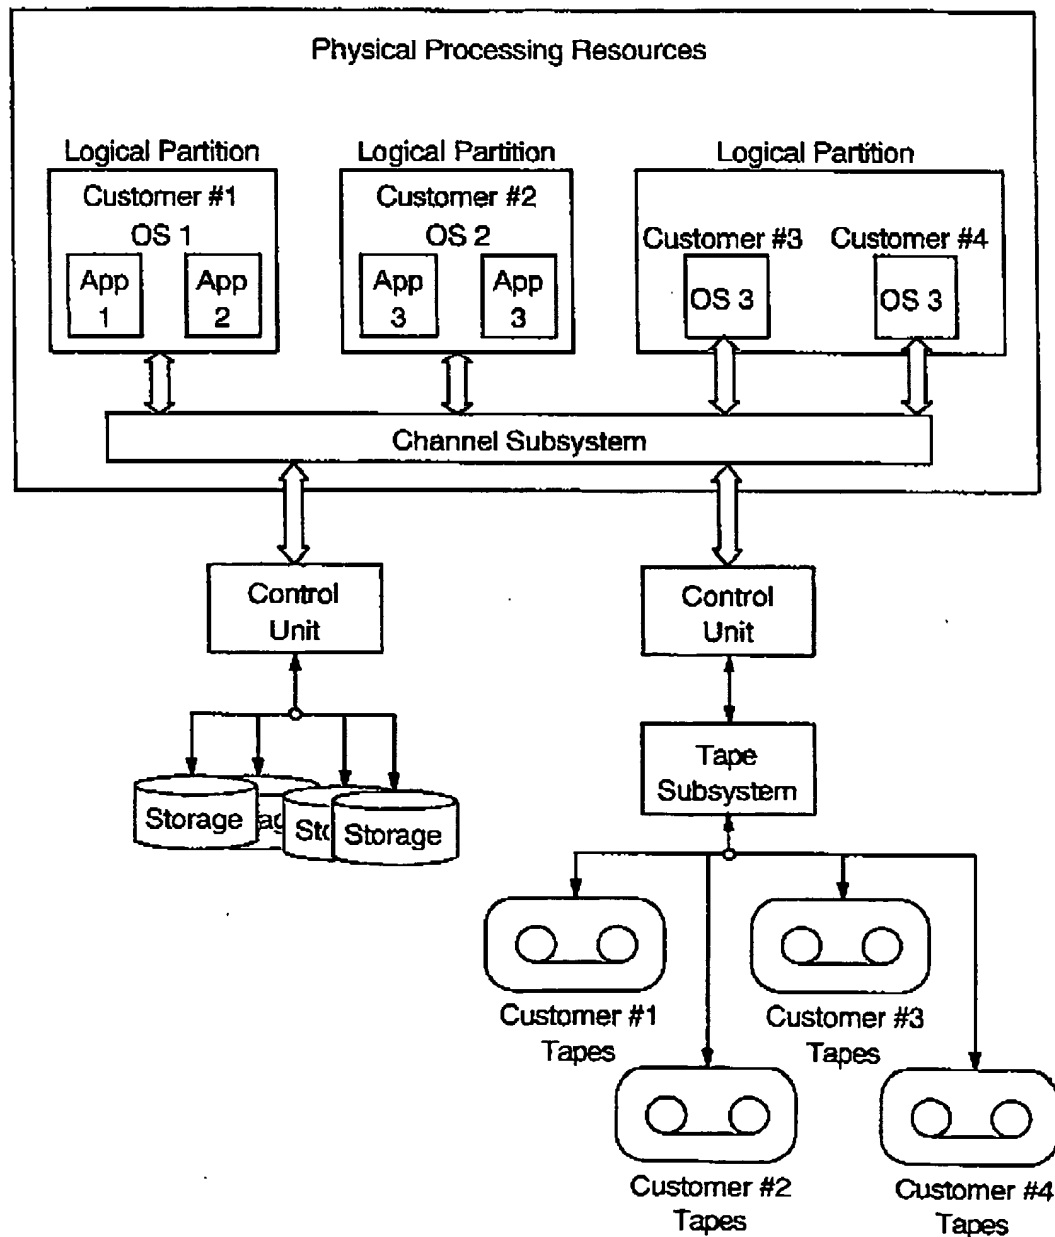 Physical Processing Resources
Logical Partition
Customer #1
OS 1
App
1
App
2
Logical Partition
Customer #2
OS 2
App
3
App
3
Logical Partition
Customer #3
OS 3
Customer #4
OS 3
Channel Subsystem
Control
Unit
Control
Unit
Storage
Storage
Tape
Subsystem
Customer #1
Tapes
Customer #3
Tapes
Customer #2
Tapes
Customer #4
Tapes